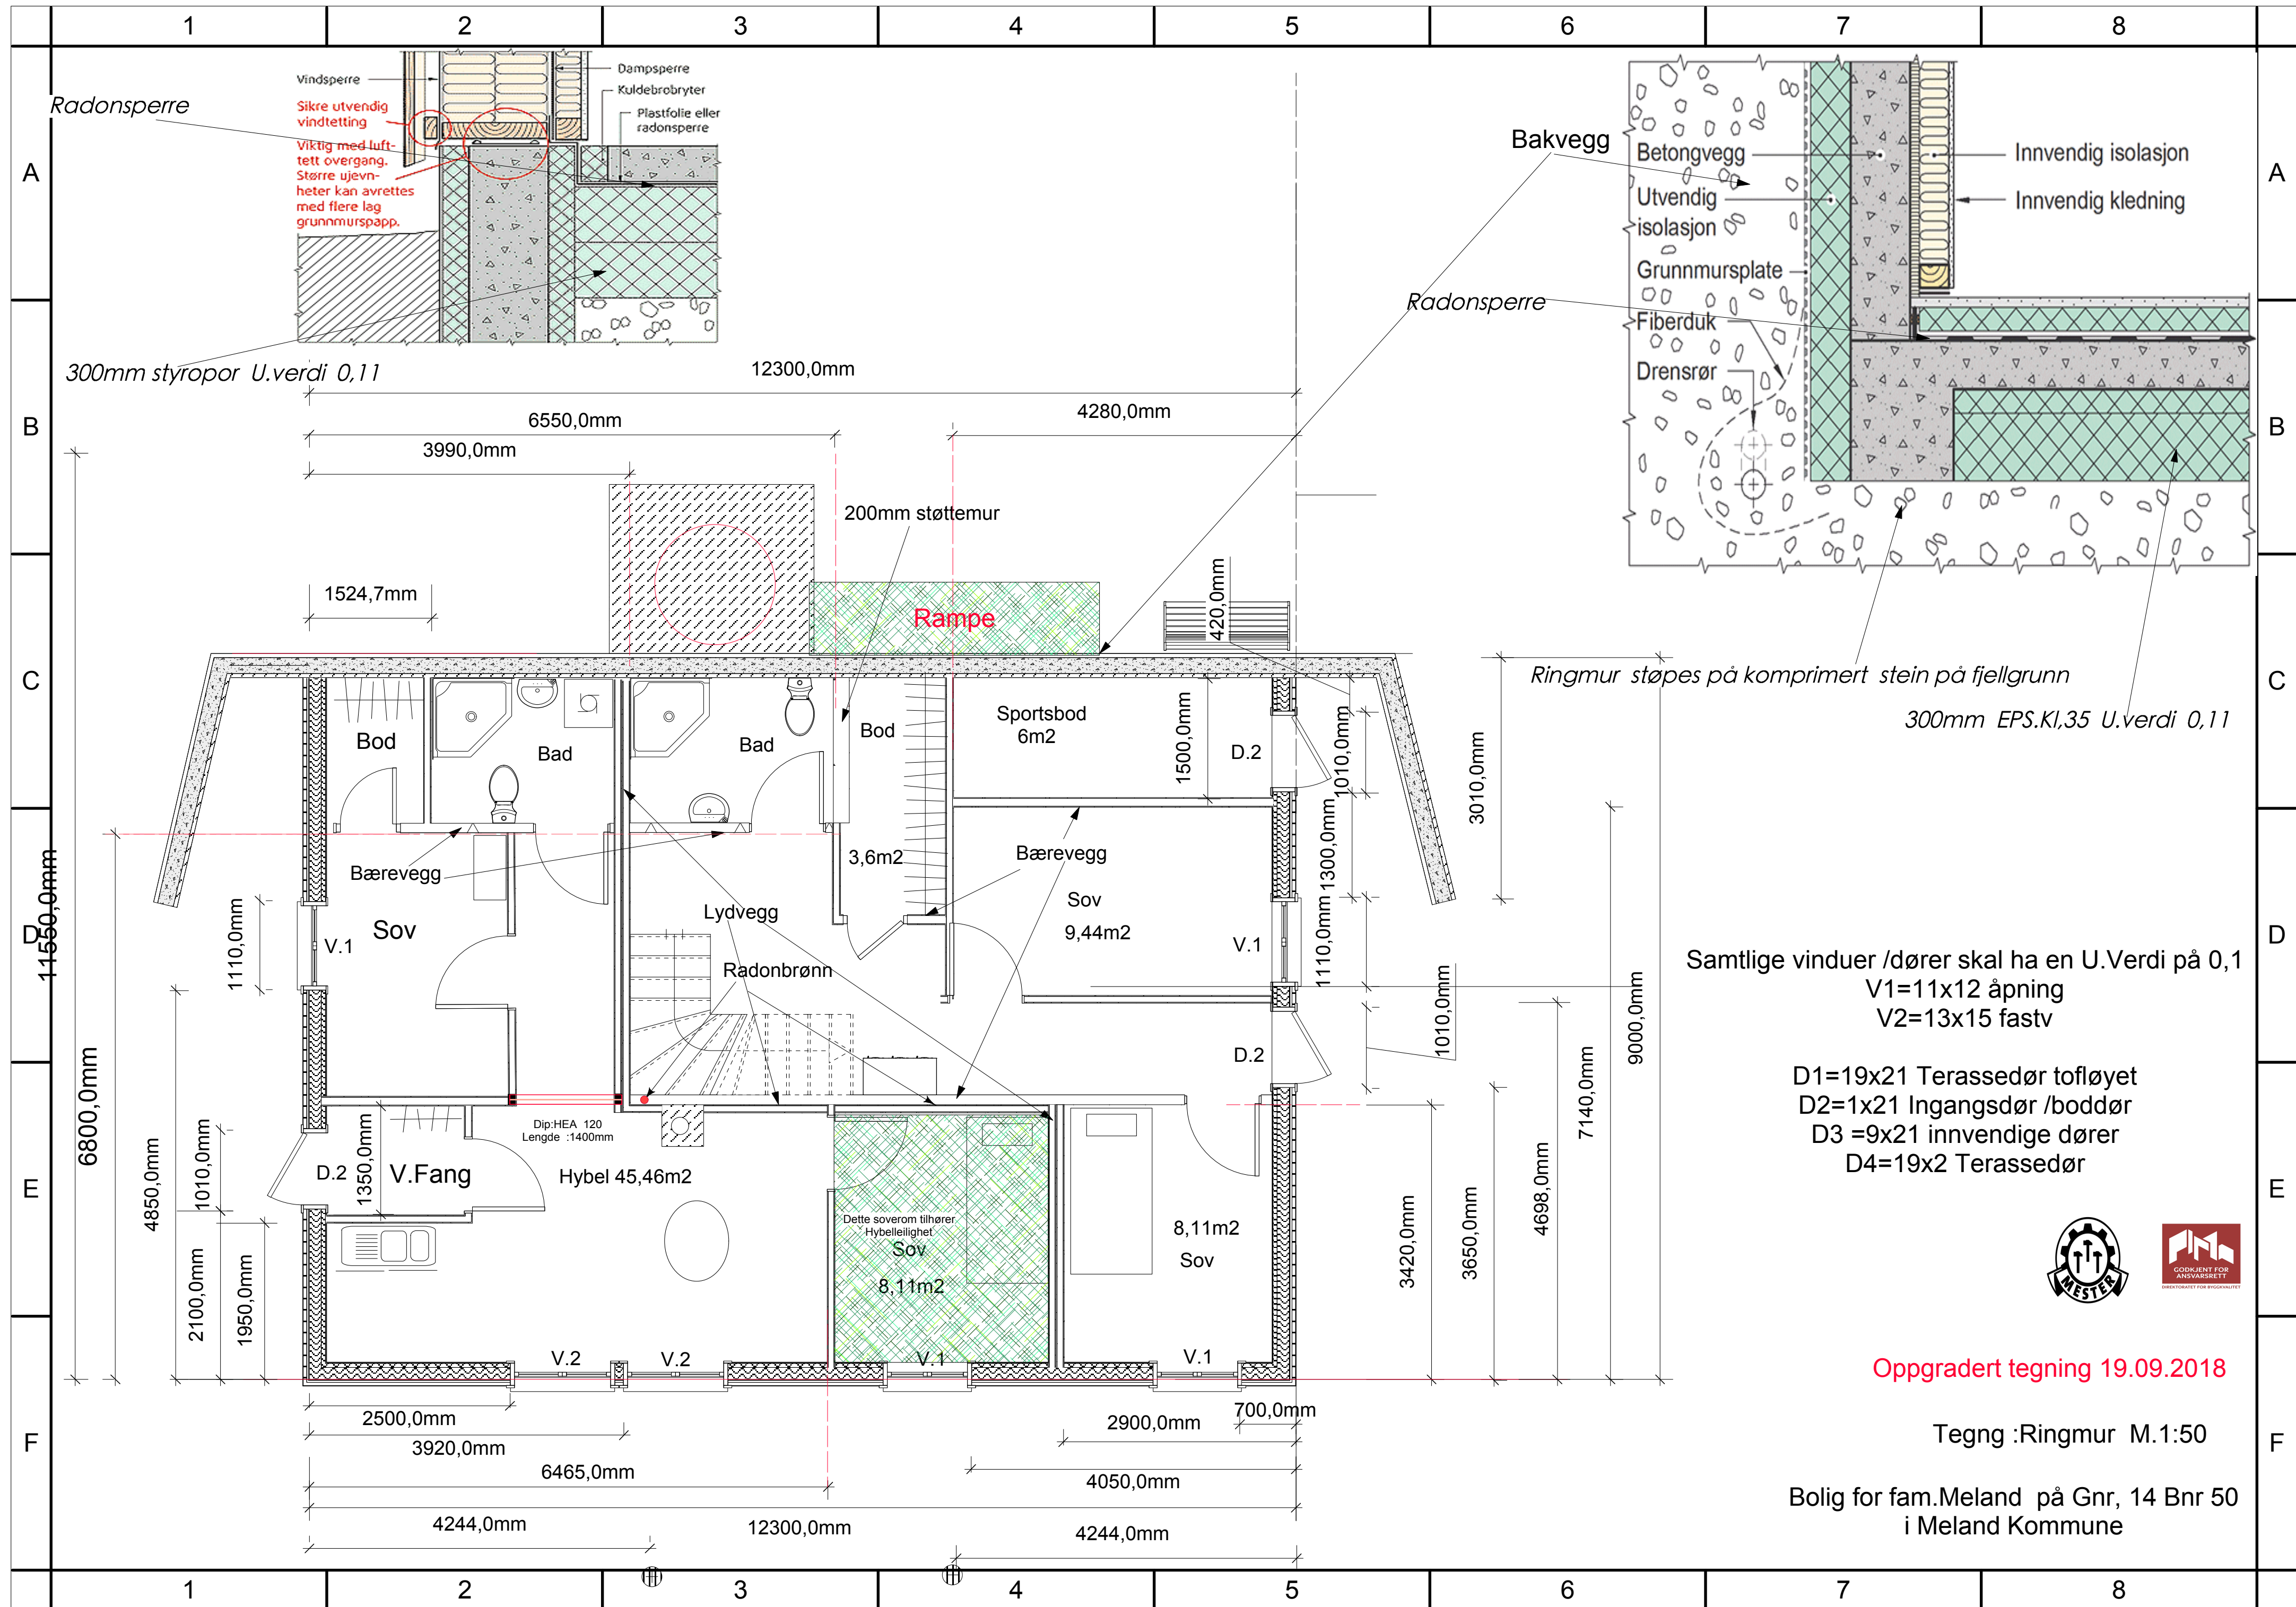 1 2 3 4 5 6 7 8
A
B
C
D
E
F
Radonsperre
Vindsperre
Sikre utvendig
vindtetting
Viktig med luft-
tett overgang.
Større ujevn-
heter kan avrettes
med flere lag
grunnmurspapp.
Dampsperre
Kuldebrobryter
Plastfolie eller
radonsperre
300mm styropor U.verdi 0,11
Bakvegg
Betongvegg
Utvendig
isolasjon
Grunnmursplate
Fiberduk
Drensrør
Innvendig isolasjon
Innvendig kledning
Radonsperre
Ringmur støpes på komprimert stein på fjellgrunn
300mm EPS.Kl,35 U.verdi 0,11
12300,0mm
6550,0mm
4280,0mm
3990,0mm
200mm støttemur
1524,7mm
Rampe
420,0mm
Bod
Bad
Bad
Bod
Sportsbod
6m2
1500,0mm
D.2
1010,0mm
3010,0mm
Bærevegg
3,6m2
Bærevegg
1300,0mm
11550,0mm
1110,0mm
V.1
Sov
Lydvegg
Sov
9,44m2
V.1
1110,0mm
Radonbrønn
1010,0mm
9000,0mm
D.2
7140,0mm
6800,0mm
4850,0mm
1010,0mm
D.2
1350,0mm
V.Fang
Dip:HEA 120
Lengde :1400mm
Hybel 45,46m2
Dette soverom tilhører
Hybelleilighet
Sov
8,11m2
8,11m2
Sov
3420,0mm
3650,0mm
4698,0mm
2100,0mm
1950,0mm
V.2
V.2
V.1
V.1
2500,0mm
3920,0mm
6465,0mm
700,0mm
2900,0mm
4050,0mm
4244,0mm
12300,0mm
4244,0mm
Samtlige vinduer /dører skal ha en U.Verdi på 0,1
V1=11x12 åpning
V2=13x15 fastv
D1=19x21 Terassedør tofløyet
D2=1x21 Ingangsdør /boddør
D3 =9x21 innvendige dører
D4=19x2 Terassedør
MESTER
GODKJENT FOR
ANSVARSRETT
DIREKTORATET FOR BYGGKVALITET
Oppgradert tegning 19.09.2018
Tegng :Ringmur M.1:50
Bolig for fam.Meland på Gnr, 14 Bnr 50
i Meland Kommune
A
B
C
D
E
F
1 2 3 4 5 6 7 8